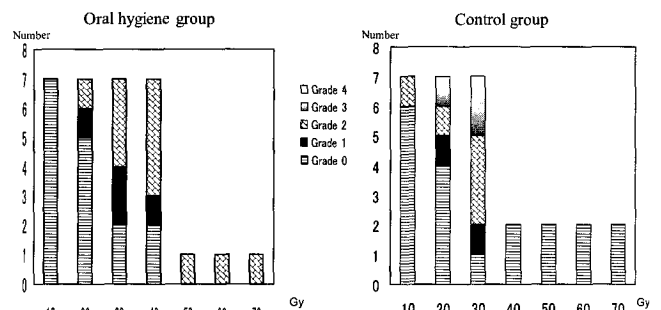 Oral hygiene group
Number
8
7
6
5
4
3
2
1
0
Gy
Grade 4
Grade 3
Grade 2
Grade 1
Grade 0
Control group
Number
8
7
6
5
4
3
2
1
0
10 20 30 40 50 60 70
Gy